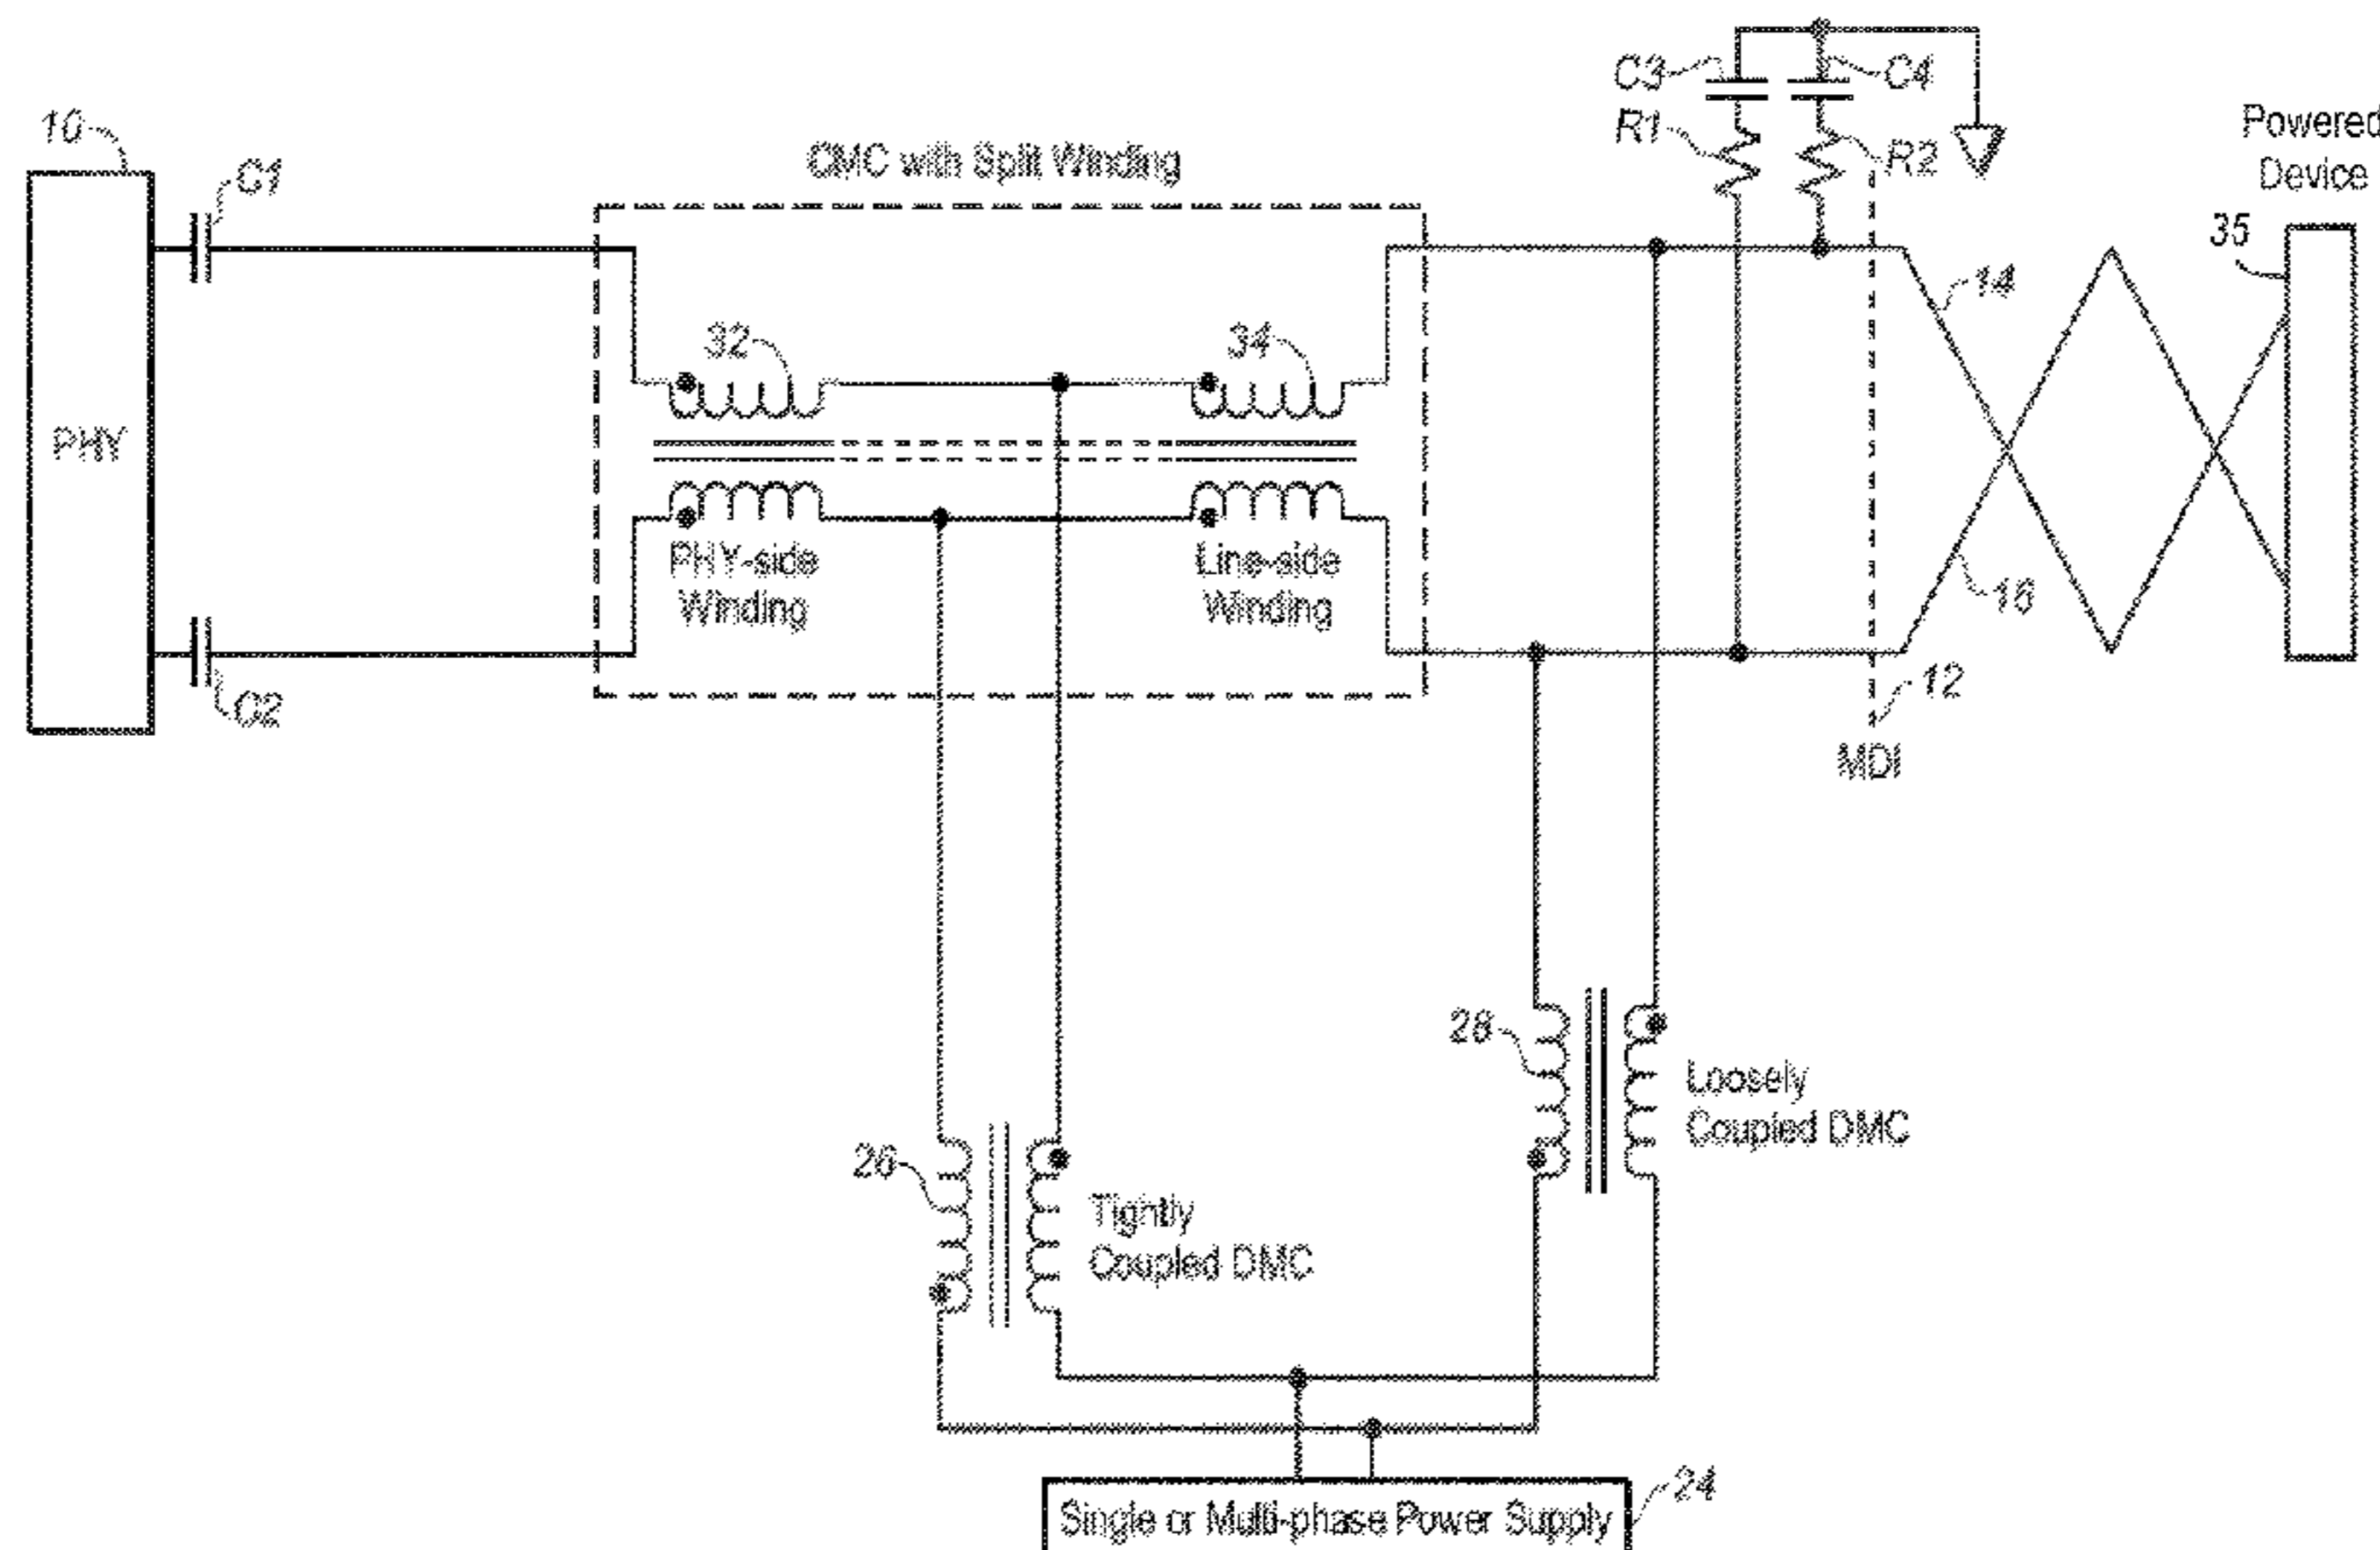 C3
C4
10
R1
R2
Powered
Device
CMC with Split Winding
C1
35
14
32
34
PHY
PHY-side
Winding
Line-side
Winding
16
12
C2
MDI
28
Loosely
Coupled DMC
26
Tightly
Coupled DMC
24
Single or Multi-phase Power Supply